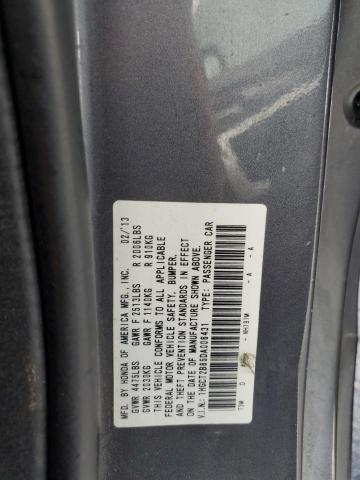 MFD. BY HONDA OF AMERICA MFG., INC. 02/13
GVWR 4475LBS GAWR F 2513LBS R 2006LBS
GVWR 2030KG GAWR F 1140KG R 910KG
THIS VEHICLE CONFORMS TO ALL APPLICABLE
FEDERAL MOTOR VEHICLE SAFETY, BUMPER,
AND THEFT PREVENTION STANDARDS IN EFFECT
ON THE DATE OF MANUFACTURE SHOWN ABOVE.
V.I.N.: 1HGCT2B85DA006431 TYPE: PASSENGER CAR
T3W D - NH797M - A - A